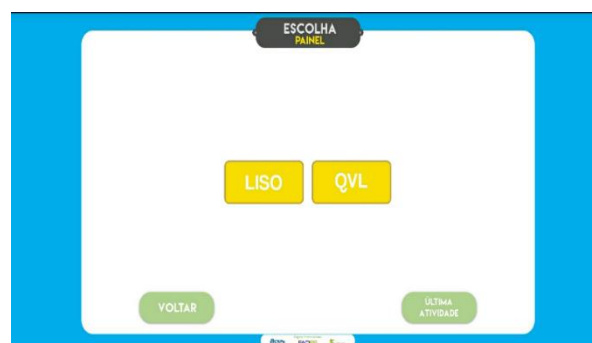 ESCOLHA
PAINEL
LISO
QVL
VOLTAR
ÚLTIMA
ATIVIDADE